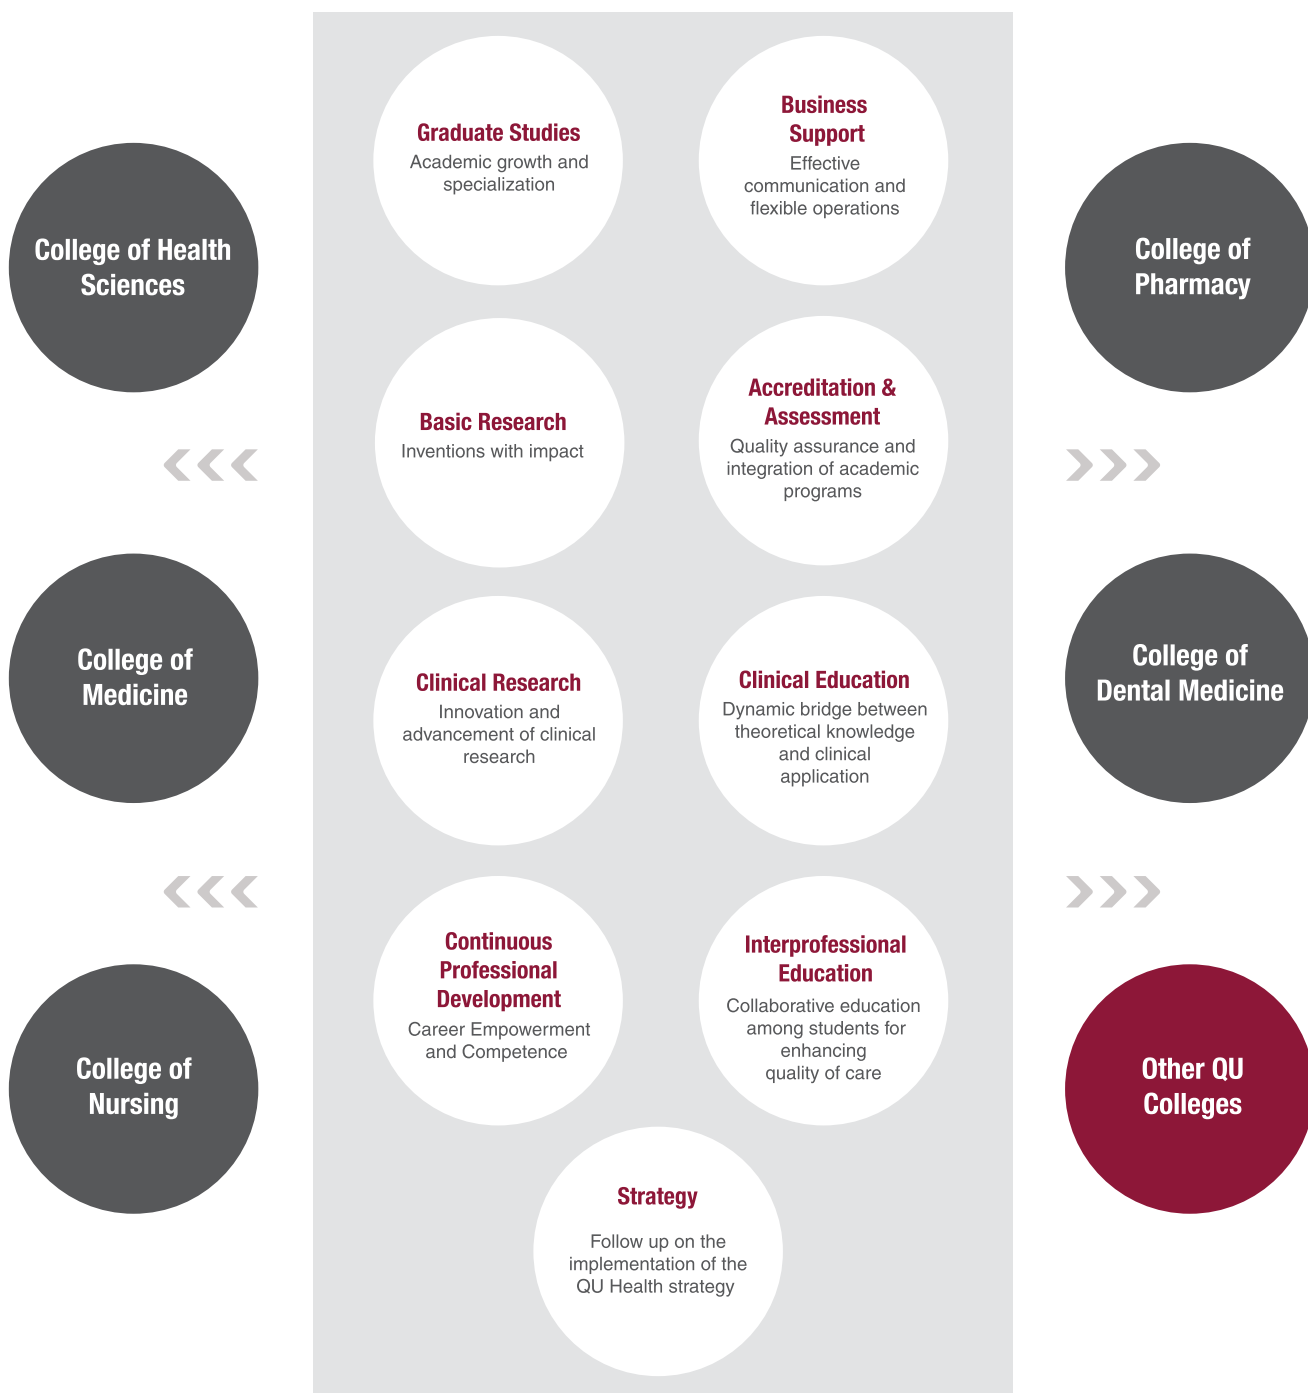 Graduate Studies
Academic growth and
specialization
Business
Support
Effective
communication and
flexible operations
College of Health
Sciences
College of
Pharmacy
Basic Research
Inventions with impact
Accreditation &
Assessment
Quality assurance and
integration of academic
programs
College of
Medicine
Clinical Research
Innovation and
advancement of clinical
research
Clinical Education
Dynamic bridge between
theoretical knowledge
and clinical
application
College of
Dental Medicine
Continuous
Professional
Development
Career Empowerment
and Competence
Interprofessional
Education
Collaborative education
among students for
enhancing
quality of care
College of
Nursing
Other QU
Colleges
Strategy
Follow up on the
implementation of the
QU Health strategy